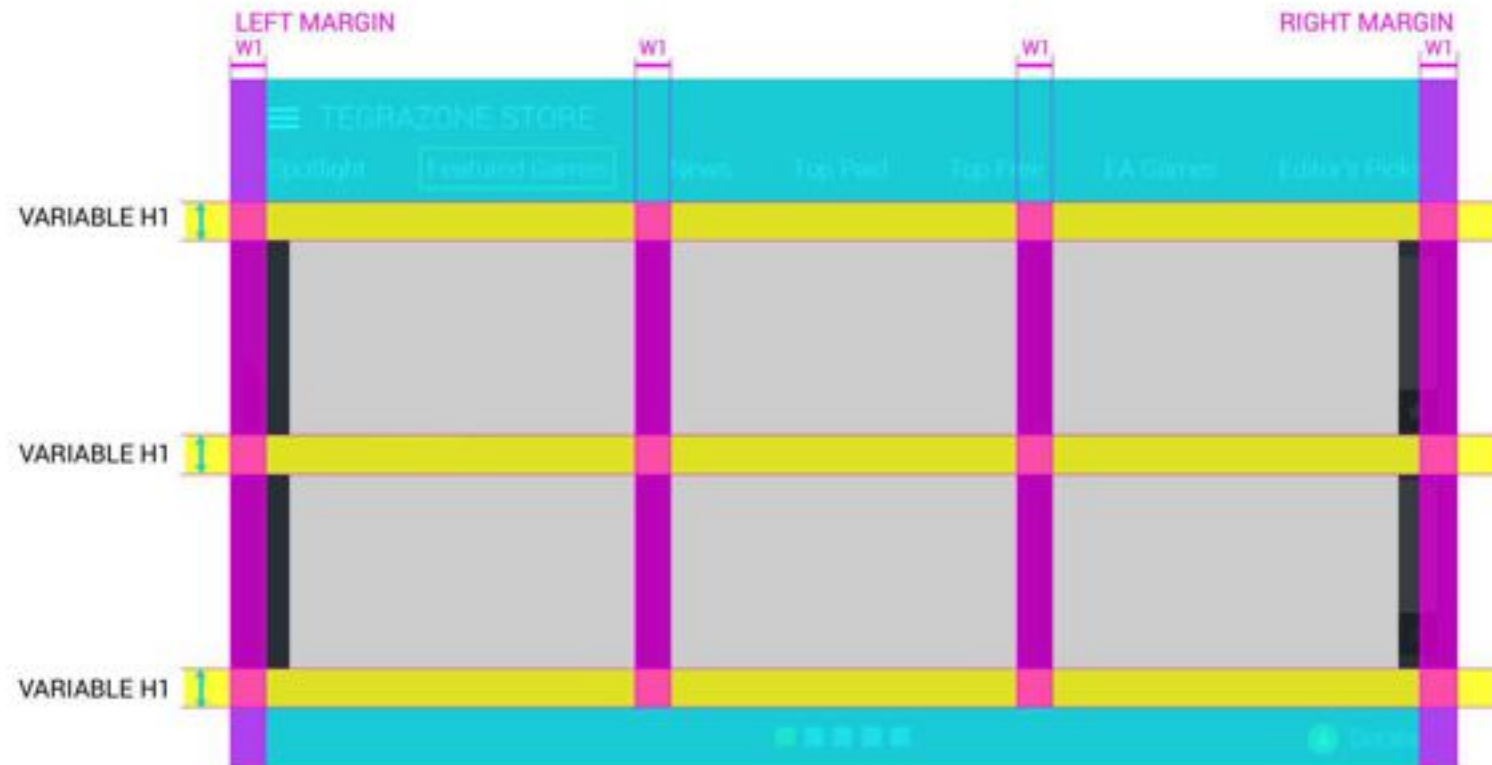 LEFT MARGIN RIGHT MARGIN
W1 W1 W1 W1
TEGRAZONE STORE
Spotlight Featured Games News Top Paid Top Free EA Games Editor's Picks
VARIABLE H1
VARIABLE H1
VARIABLE H1